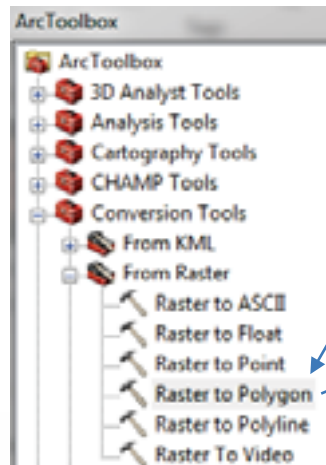 ArcToolbox
ArcToolbox
3D Analyst Tools
Analysis Tools
Cartography Tools
CHAMP Tools
Conversion Tools
From KML
From Raster
Raster to ASCII
Raster to Float
Raster to Point
Raster to Polygon
Raster to Polyline
Raster To Video